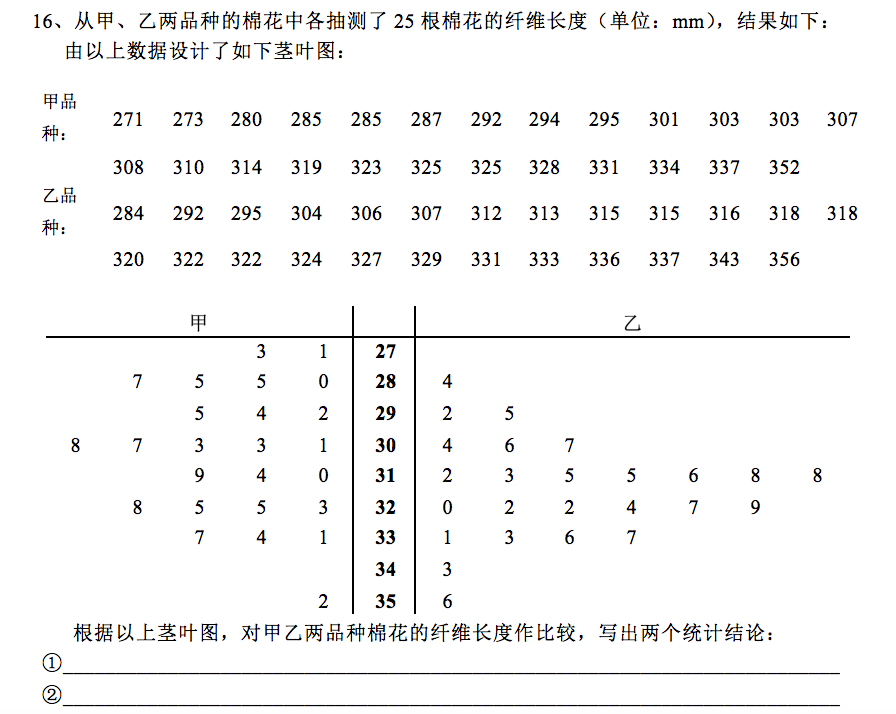 16、从甲、乙两品种的棉花中各抽测了 25 根棉花的纤维长度（单位：mm），结果如下：
由以上数据设计了如下茎叶图：
甲品
种：
271 273 280 285 285 287 292 294 295 301 303 303 307
308 310 314 319 323 325 325 328 331 334 337 352
乙品
种：
284 292 295 304 306 307 312 313 315 315 316 318 318
320 322 322 324 327 329 331 333 336 337 343 356
甲 乙
3 1 27
7 5 5 0 28 4
5 4 2 29 2 5
8 7 3 3 1 30 4 6 7
9 4 0 31 2 3 5 5 6 8 8
8 5 5 3 32 0 2 2 4 7 9
7 4 1 33 1 3 6 7
34 3
2 35 6
根据以上茎叶图，对甲乙两品种棉花的纤维长度作比较，写出两个统计结论：
①
②